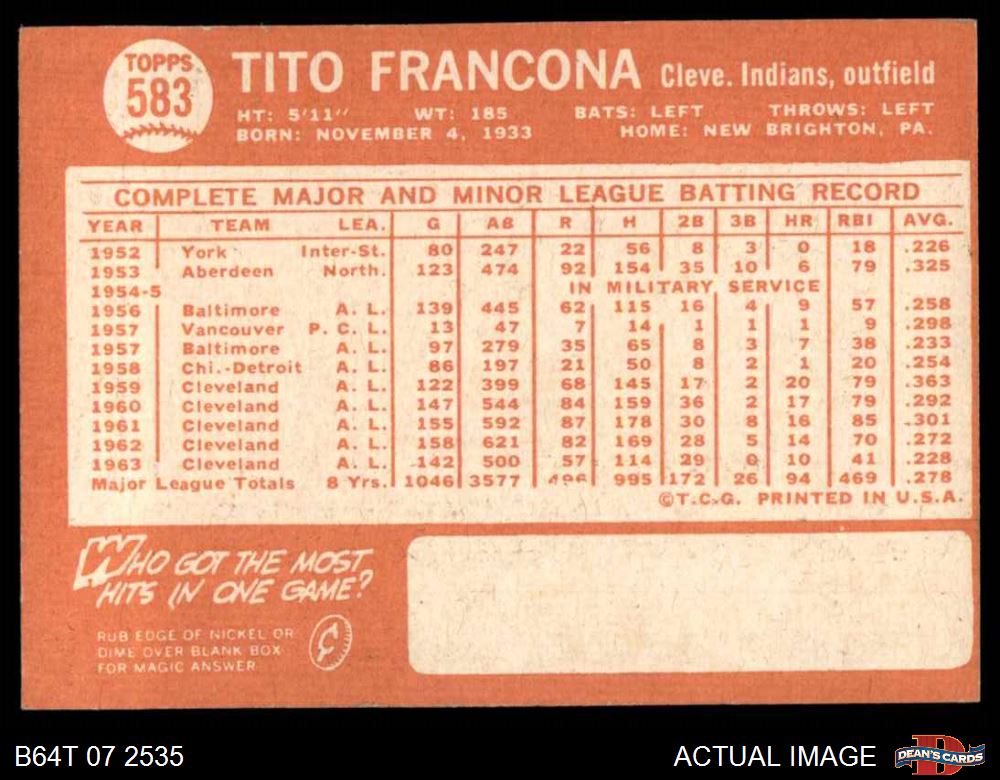 TOPPS
583
TITO FRANCONA Cleve. Indians, outfield
HT: 5'11" WT: 185 BATS: LEFT THROWS: LEFT
BORN: NOVEMBER 4, 1933 HOME: NEW BRIGHTON, PA.
COMPLETE MAJOR AND MINOR LEAGUE BATTING RECORD
YEAR TEAM LEA. G AB R H 2B 3B HR RBI AVG.
1952 York Inter-St. 80 247 22 56 8 3 0 18 .226
1953 Aberdeen North. 123 474 92 154 35 10 6 79 .325
1954-5 IN MILITARY SERVICE
1956 Baltimore A. L. 139 445 62 115 16 4 9 57 .258
1957 Vancouver P. C. L. 13 47 7 14 1 1 1 9 .298
1957 Baltimore A. L. 97 279 35 65 8 3 7 38 .233
1958 Chi.-Detroit A. L. 86 197 21 50 8 2 1 20 .254
1959 Cleveland A. L. 122 399 68 145 17 2 20 79 .363
1960 Cleveland A. L. 147 544 84 159 36 2 17 79 .292
1961 Cleveland A. L. 155 592 87 178 30 8 16 85 .301
1962 Cleveland A. L. 158 621 82 169 28 5 14 70 .272
1963 Cleveland A. L. 142 500 57 114 29 0 10 41 .228
Major League Totals 8 Yrs. 1046 3577 496 995 172 26 94 469 .278
©T.C.G. PRINTED IN U.S.A.
WHO GOT THE MOST
HITS IN ONE GAME?
RUB EDGE OF NICKEL OR
DIME OVER BLANK BOX
FOR MAGIC ANSWER
¢
B64T 07 2535 ACTUAL IMAGE DEAN'S CARDS